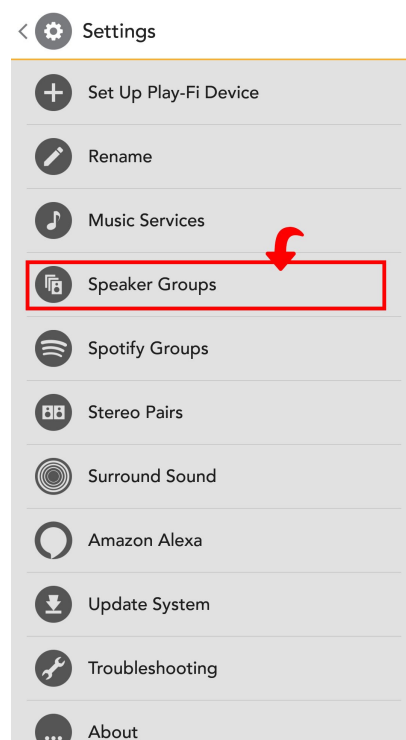 Settings
Set Up Play-Fi Device
Rename
Music Services
Speaker Groups
Spotify Groups
Stereo Pairs
Surround Sound
Amazon Alexa
Update System
Troubleshooting
About